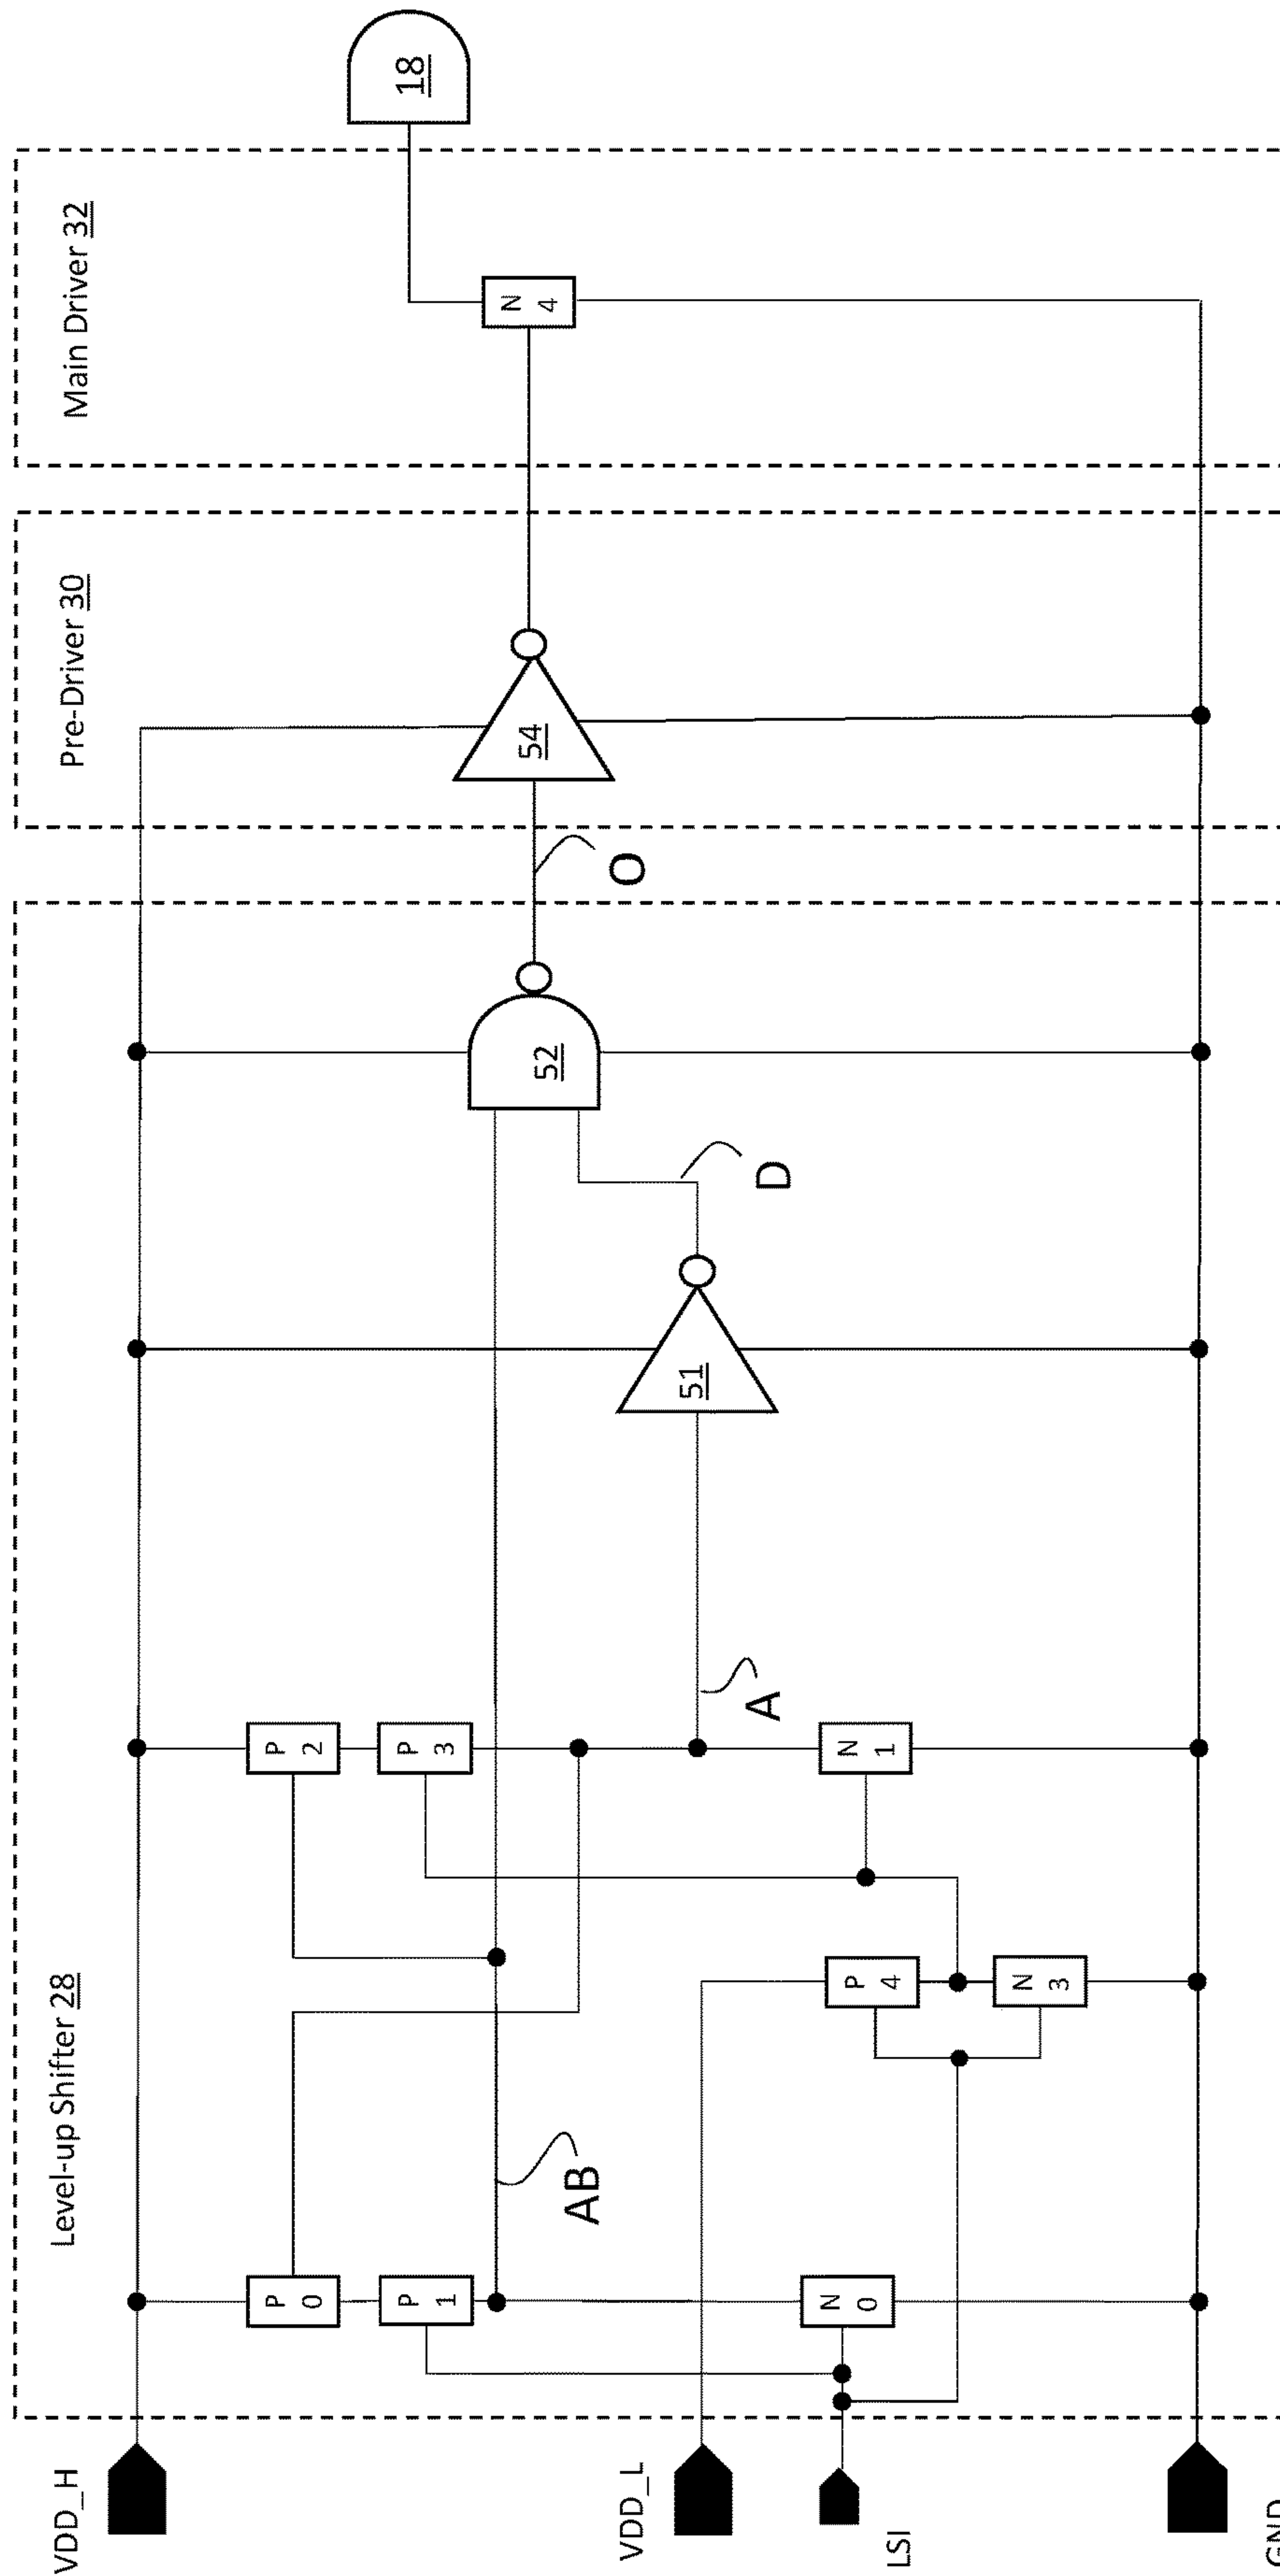 Level-up Shifter 28
Pre-Driver 30
Main Driver 32
VDD_H
VDD_L
LSI
GND
P 0
P 1
N 0
AB
P 4
N 3
P 2
P 3
N 1
A
51
D
52
O
54
N 4
18